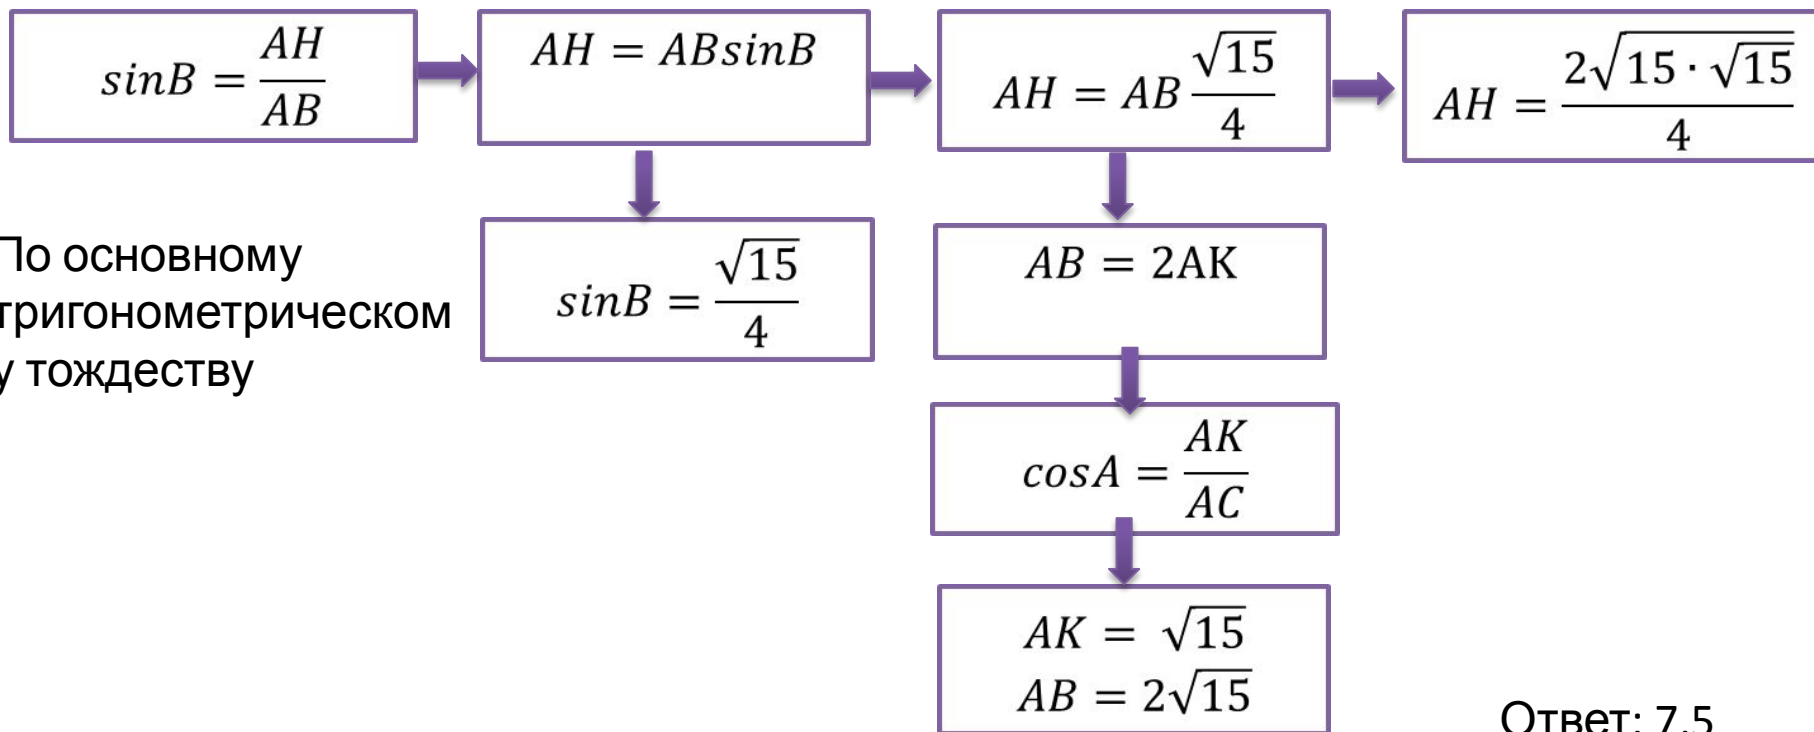 sinB = AH/AB
AH = ABsinB
AH = AB √15/4
AH = 2√(15 · √15)/4
По основному
тригонометрическом
у тождеству
sinB = √15/4
AB = 2AK
cosA = AK/AC
AK = √15
AB = 2√15
Ответ: 7,5